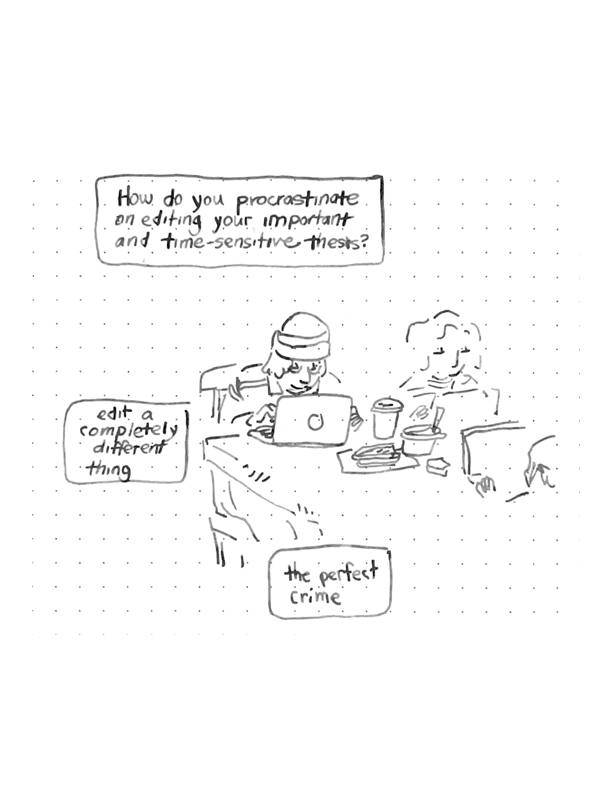 How do you procrastinate
on editing your important
and time-sensitive thesis?
edit a
completely
different
thing
the perfect
crime